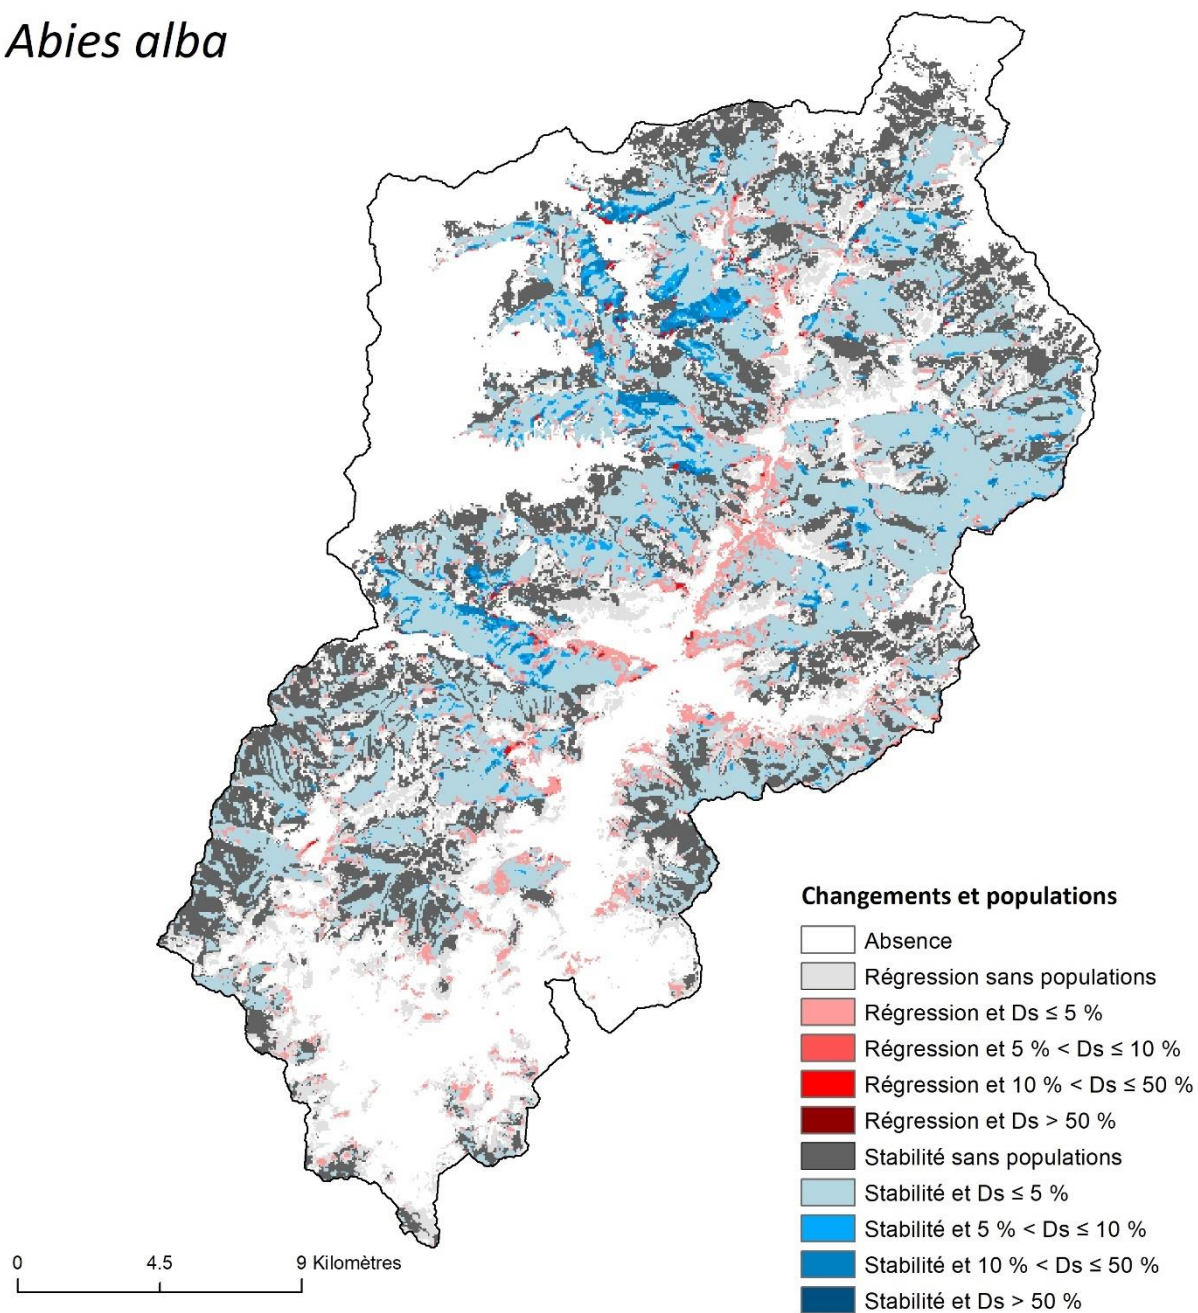 Abies alba
Changements et populations
Absence
Régression sans populations
Régression et Ds ≤ 5 %
Régression et 5 % < Ds ≤ 10 %
Régression et 10 % < Ds ≤ 50 %
Régression et Ds > 50 %
Stabilité sans populations
Stabilité et Ds ≤ 5 %
Stabilité et 5 % < Ds ≤ 10 %
Stabilité et 10 % < Ds ≤ 50 %
Stabilité et Ds > 50 %
0 4.5 9 Kilomètres